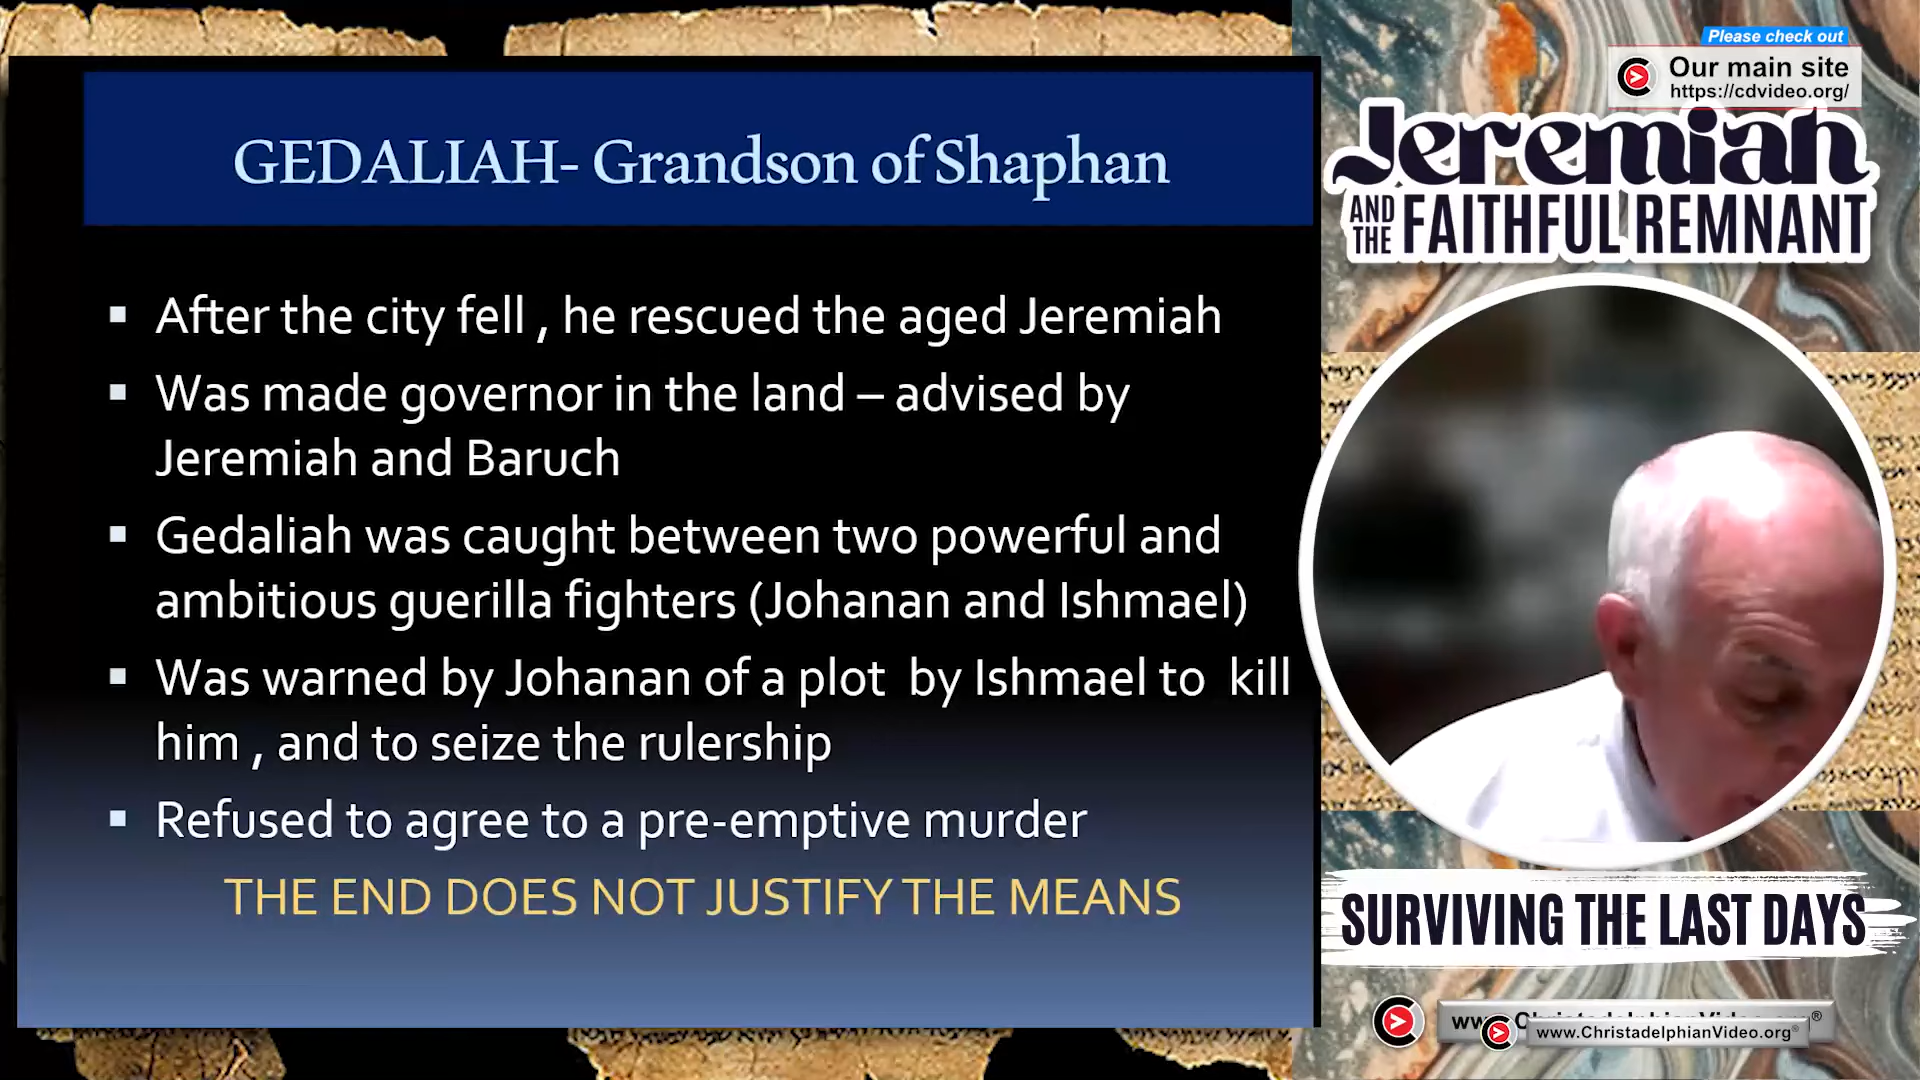 GEDALIAH- Grandson of Shaphan
▪ After the city fell , he rescued the aged Jeremiah
▪ Was made governor in the land – advised by
Jeremiah and Baruch
▪ Gedaliah was caught between two powerful and
ambitious guerilla fighters (Johanan and Ishmael)
▪ Was warned by Johanan of a plot by Ishmael to kill
him , and to seize the rulership
▪ Refused to agree to a pre-emptive murder
THE END DOES NOT JUSTIFY THE MEANS
Please check out
Our main site
https://cdvideo.org/
Jeremiah
AND THE FAITHFUL REMNANT
SURVIVING THE LAST DAYS
www.ChristadelphianVideo.org®